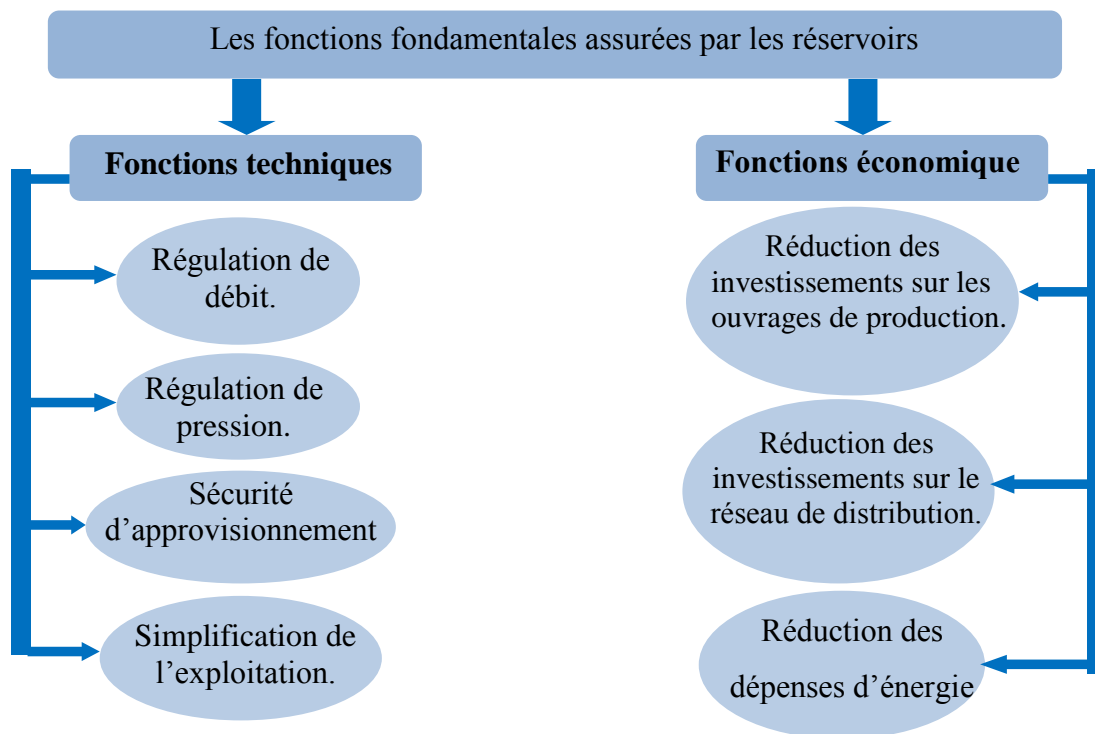 Les fonctions fondamentales assurées par les réservoirs
Fonctions techniques
Régulation de
débit.
Régulation de
pression.
Sécurité
d’approvisionnement
Simplification de
l’exploitation.
Fonctions économique
Réduction des
investissements sur les
ouvrages de production.
Réduction des
investissements sur le
réseau de distribution.
Réduction des
dépenses d’énergie